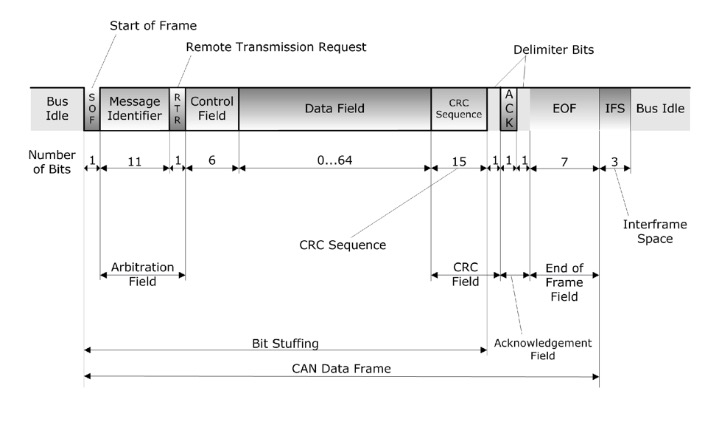 Start of Frame
Remote Transmission Request
Delimiter Bits
Bus
Idle
S
O
F
Message
Identifier
R
T
R
Control
Field
Data Field
CRC
Sequence
A
C
K
EOF
IFS
Bus Idle
Number
of Bits
1
11
1
6
0...64
15
1
1
1
7
3
CRC Sequence
Interframe
Space
Arbitration
Field
CRC
Field
End of
Frame
Field
Acknowledgement
Field
Bit Stuffing
CAN Data Frame